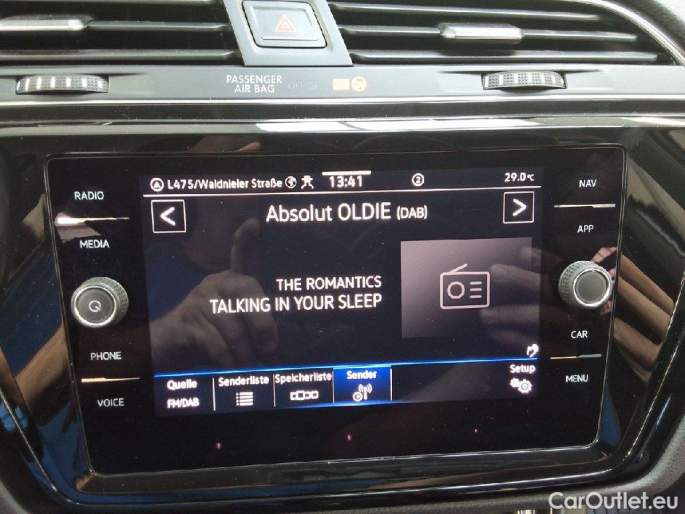 PASSENGER
AIR BAG
RADIO
MEDIA
PHONE
VOICE
NAV
APP
CAR
MENU
L475/Waldnieler Straße 13:41 2 29.0°C
< Absolut OLDIE (DAB) >
THE ROMANTICS
TALKING IN YOUR SLEEP
Quelle Senderliste Speicherliste Sender Setup
FM/DAB
CarOutlet.eu